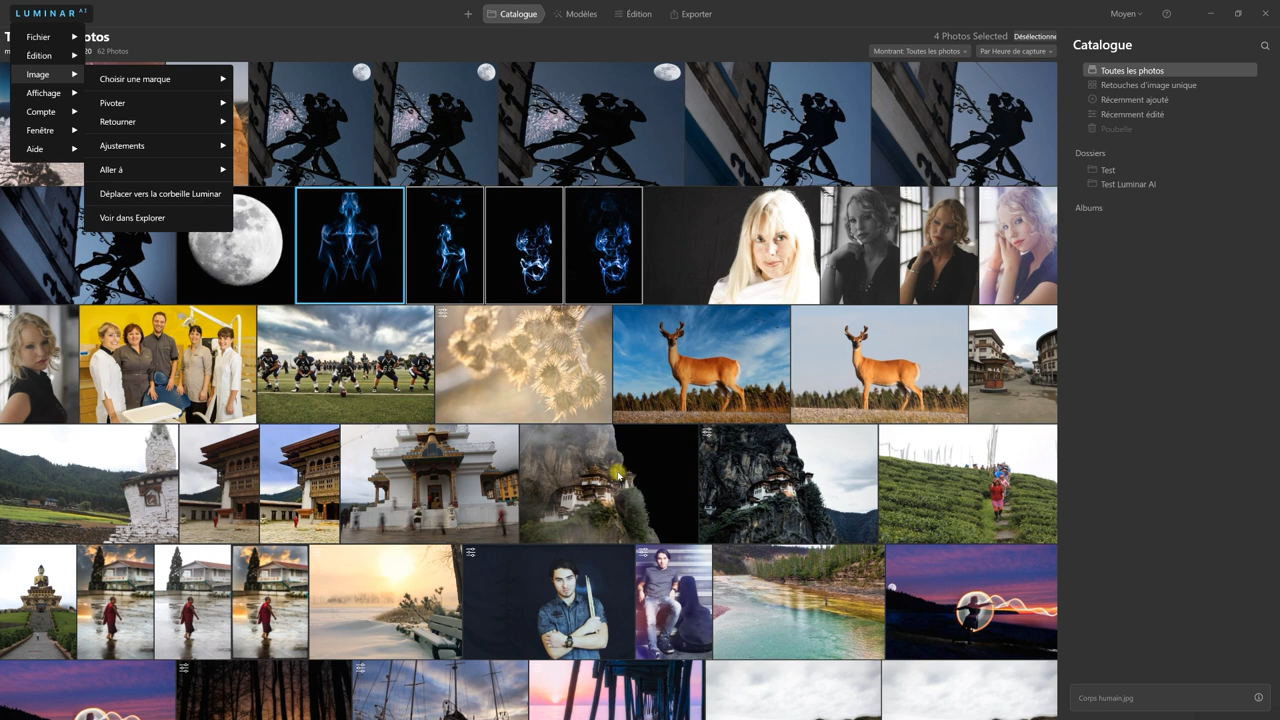 LUMINAR AI
Catalogue
Modèles
Édition
Exporter
Moyen
T
otos
20 62 Photos
4 Photos Selected Désélectionne
Montrant: Toutes les photos
Par Heure de capture
Fichier
Édition
Image
Affichage
Compte
Fenêtre
Aide
Choisir une marque
Pivoter
Retourner
Ajustements
Aller à
Déplacer vers la corbeille Luminar
Voir dans Explorer
Catalogue
Toutes les photos
Retouches d'image unique
Récemment ajouté
Récemment édité
Poubelle
Dossiers
Test
Test Luminar AI
Albums
Corps humain.jpg